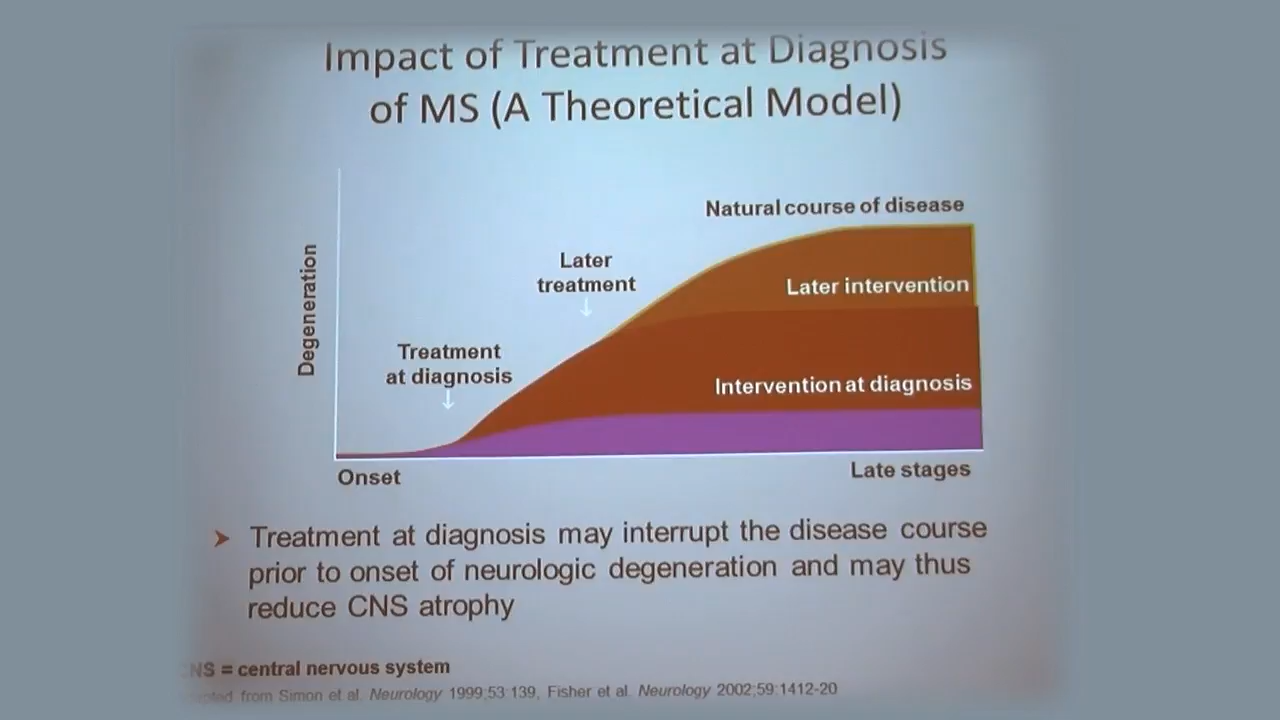 Impact of Treatment at Diagnosis
of MS (A Theoretical Model)
Natural course of disease
Later
treatment
Later intervention
Degeneration
Treatment
at diagnosis
Intervention at diagnosis
Onset
Late stages
➤ Treatment at diagnosis may interrupt the disease course
prior to onset of neurologic degeneration and may thus
reduce CNS atrophy
= central nervous system
from Simon et al. Neurology 1999;53:139, Fisher et al. Neurology 2002;59:1412-20